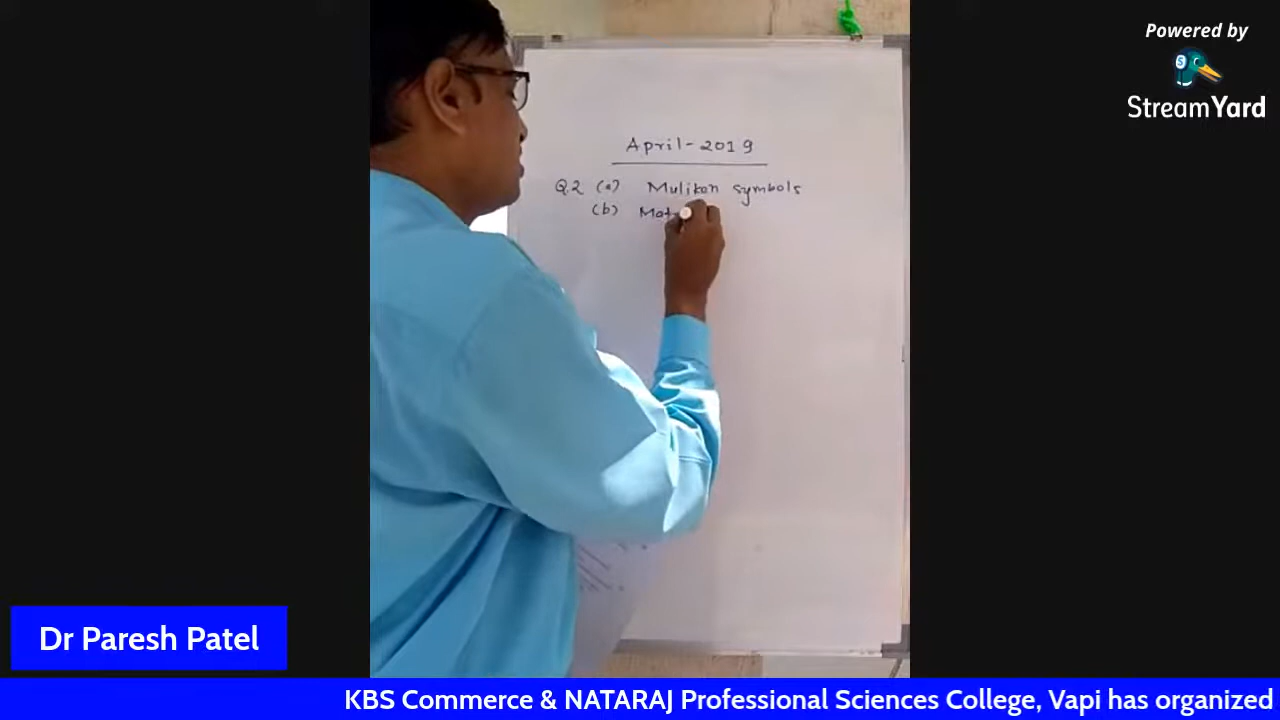 Powered by
StreamYard
April-2019
Q.2 (a) Muliken symbols
(b)
Dr Paresh Patel
KBS Commerce & NATARAJ Professional Sciences College, Vapi has organized